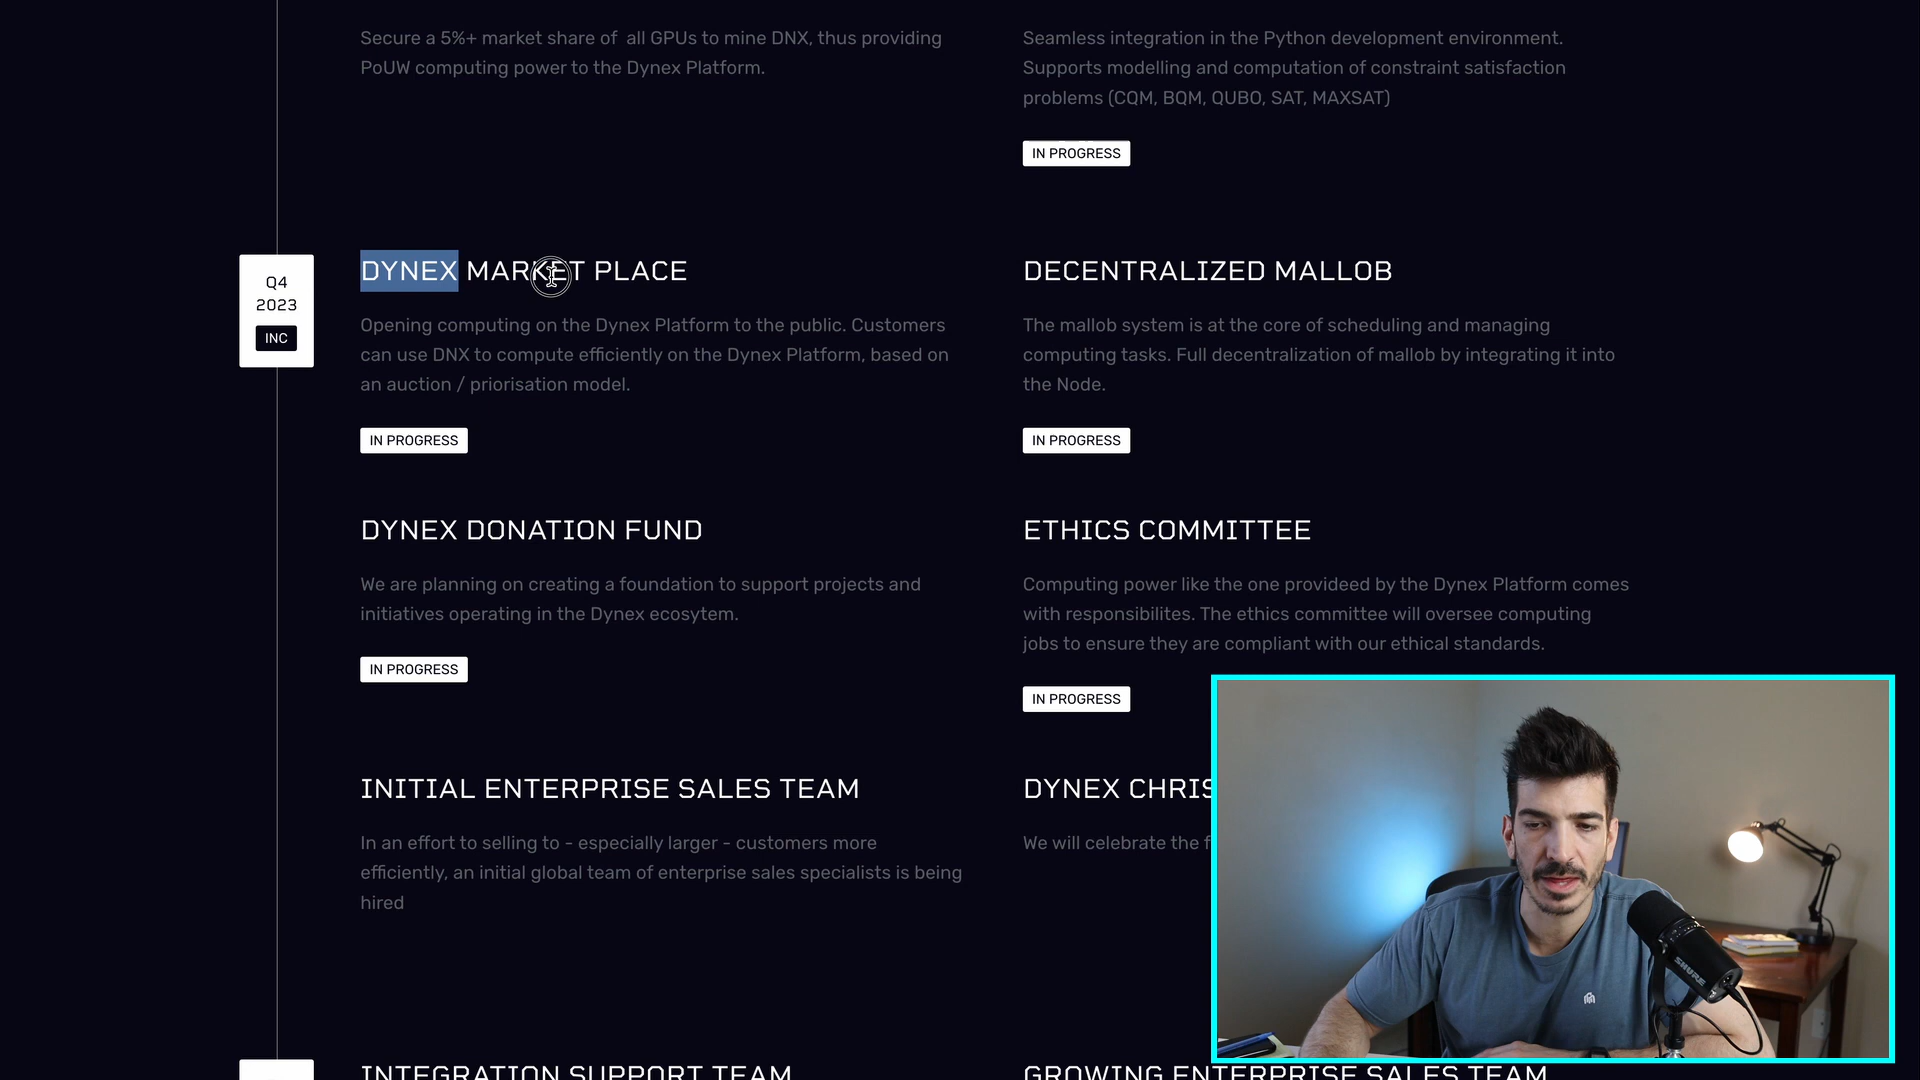 Secure a 5%+ market share of all GPUs to mine DNX, thus providing
PoUW computing power to the Dynex Platform.
Seamless integration in the Python development environment.
Supports modelling and computation of constraint satisfaction
problems (CQM, BQM, QUBO, SAT, MAXSAT)
IN PROGRESS
Q4
2023
INC
DYNEX MARKET PLACE
Opening computing on the Dynex Platform to the public. Customers
can use DNX to compute efficiently on the Dynex Platform, based on
an auction / priorisation model.
IN PROGRESS
DECENTRALIZED MALLOB
The mallob system is at the core of scheduling and managing
computing tasks. Full decentralization of mallob by integrating it into
the Node.
IN PROGRESS
DYNEX DONATION FUND
We are planning on creating a foundation to support projects and
initiatives operating in the Dynex ecosytem.
IN PROGRESS
ETHICS COMMITTEE
Computing power like the one provideed by the Dynex Platform comes
with responsibilites. The ethics committee will oversee computing
jobs to ensure they are compliant with our ethical standards.
IN PROGRESS
INITIAL ENTERPRISE SALES TEAM
In an effort to selling to - especially larger - customers more
efficiently, an initial global team of enterprise sales specialists is being
hired
DYNEX CHRIS
We will celebrate the f
INTEGRATION SUPPORT TEAM
GROWING ENTERPRISE SALES TEAM
SHURE